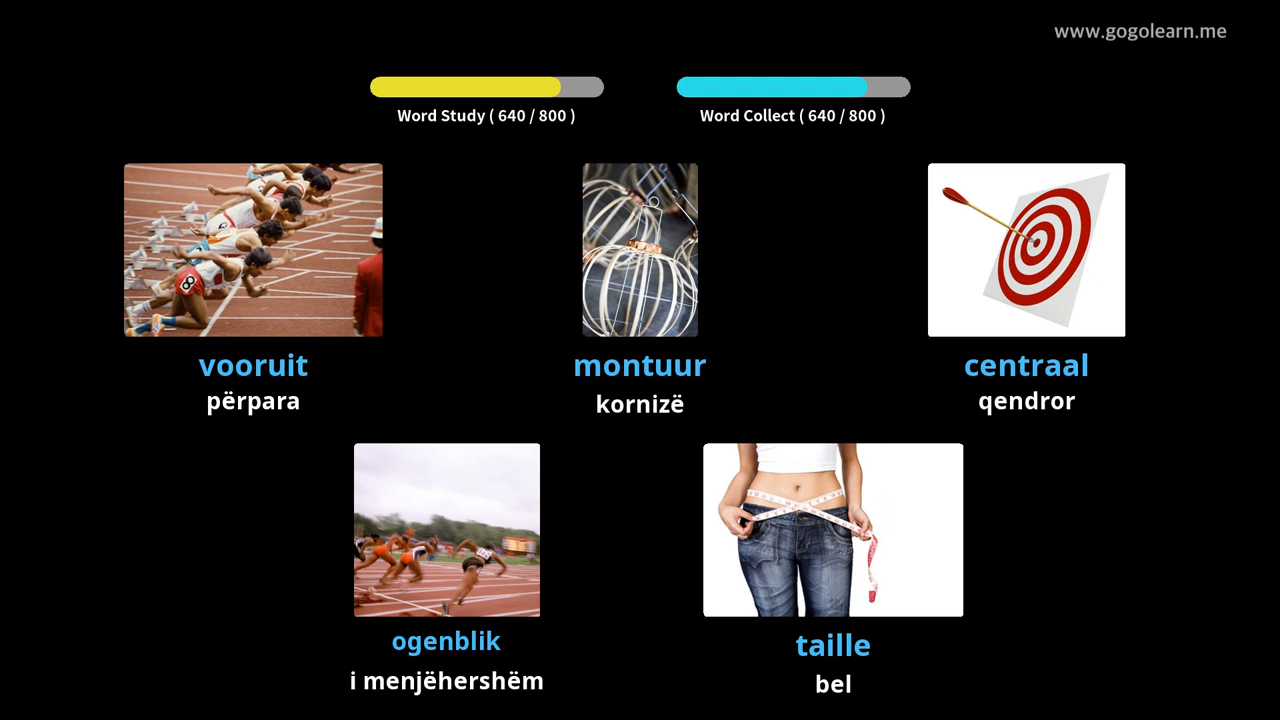 www.gogolearn.me
Word Study ( 640 / 800 )
Word Collect ( 640 / 800 )
vooruit
përpara
montuur
kornizë
centraal
qendror
ogenblik
i menjëhershëm
taille
bel